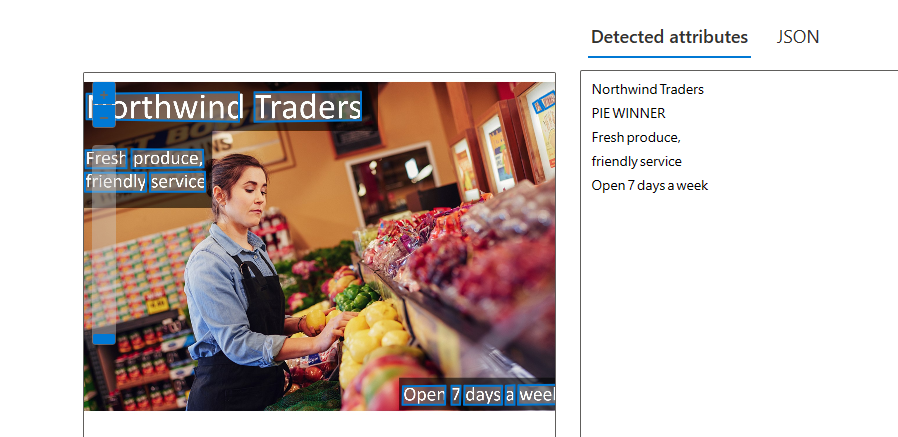 Detected attributes
JSON
Northwind Traders
Fresh produce,
friendly service
Open 7 days a week
Northwind Traders
PIE WINNER
Fresh produce,
friendly service
Open 7 days a week